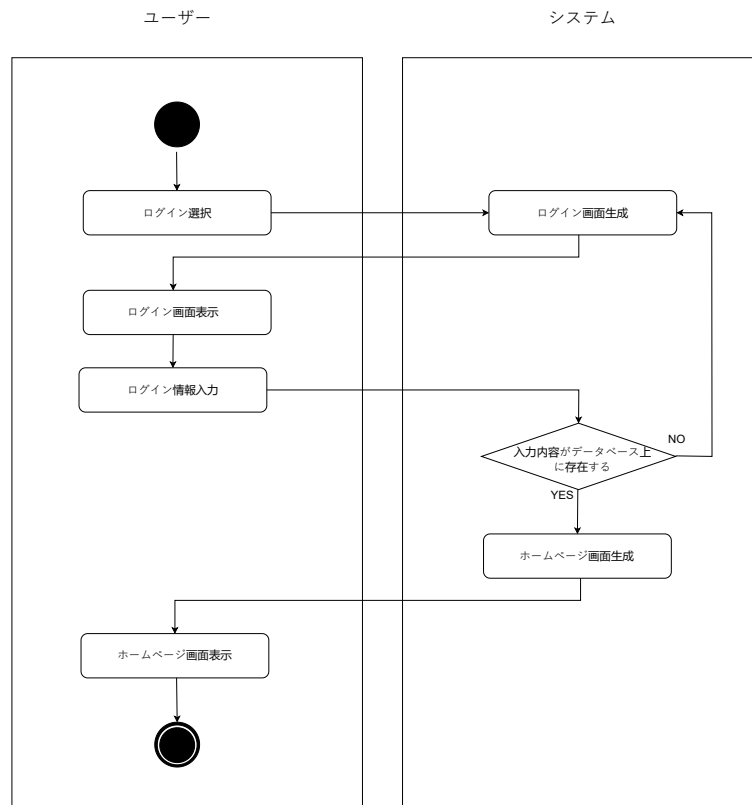 ユーザー
システム
ログイン選択
ログイン画面生成
ログイン画面表示
ログイン情報入力
入力内容がデータベース上
に存在する
NO
YES
ホームページ画面生成
ホームページ画面表示